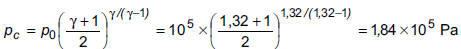 p_c = p_0 ( (γ+1) / 2 )^{γ/(γ−1)} = 10^5 × ( (1,32+1) / 2 )^{1,32/(1,32−1)} = 1,84 × 10^5 Pa